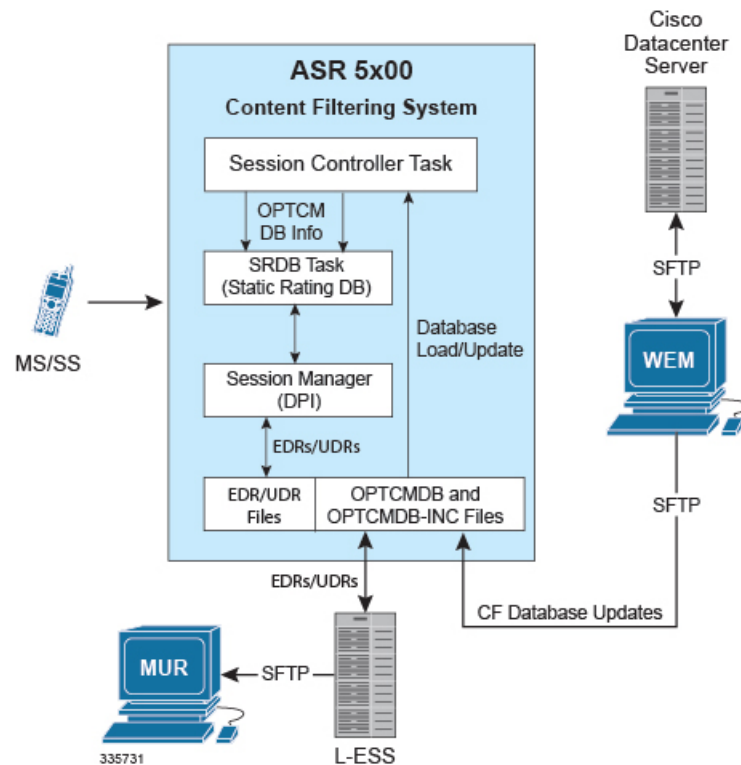 Cisco
Datacenter
Server
ASR 5x00
Content Filtering System
Session Controller Task
OPTCM
DB Info
SRDB Task
(Static Rating DB)
SFTP
MS/SS
Database
Load/Update
WEM
Session Manager
(DPI)
EDRs/UDRs
EDR/UDR
Files
OPTCMDB and
OPTCMDB-INC Files
SFTP
EDRs/UDRs
CF Database Updates
MUR
SFTP
335731
L-ESS